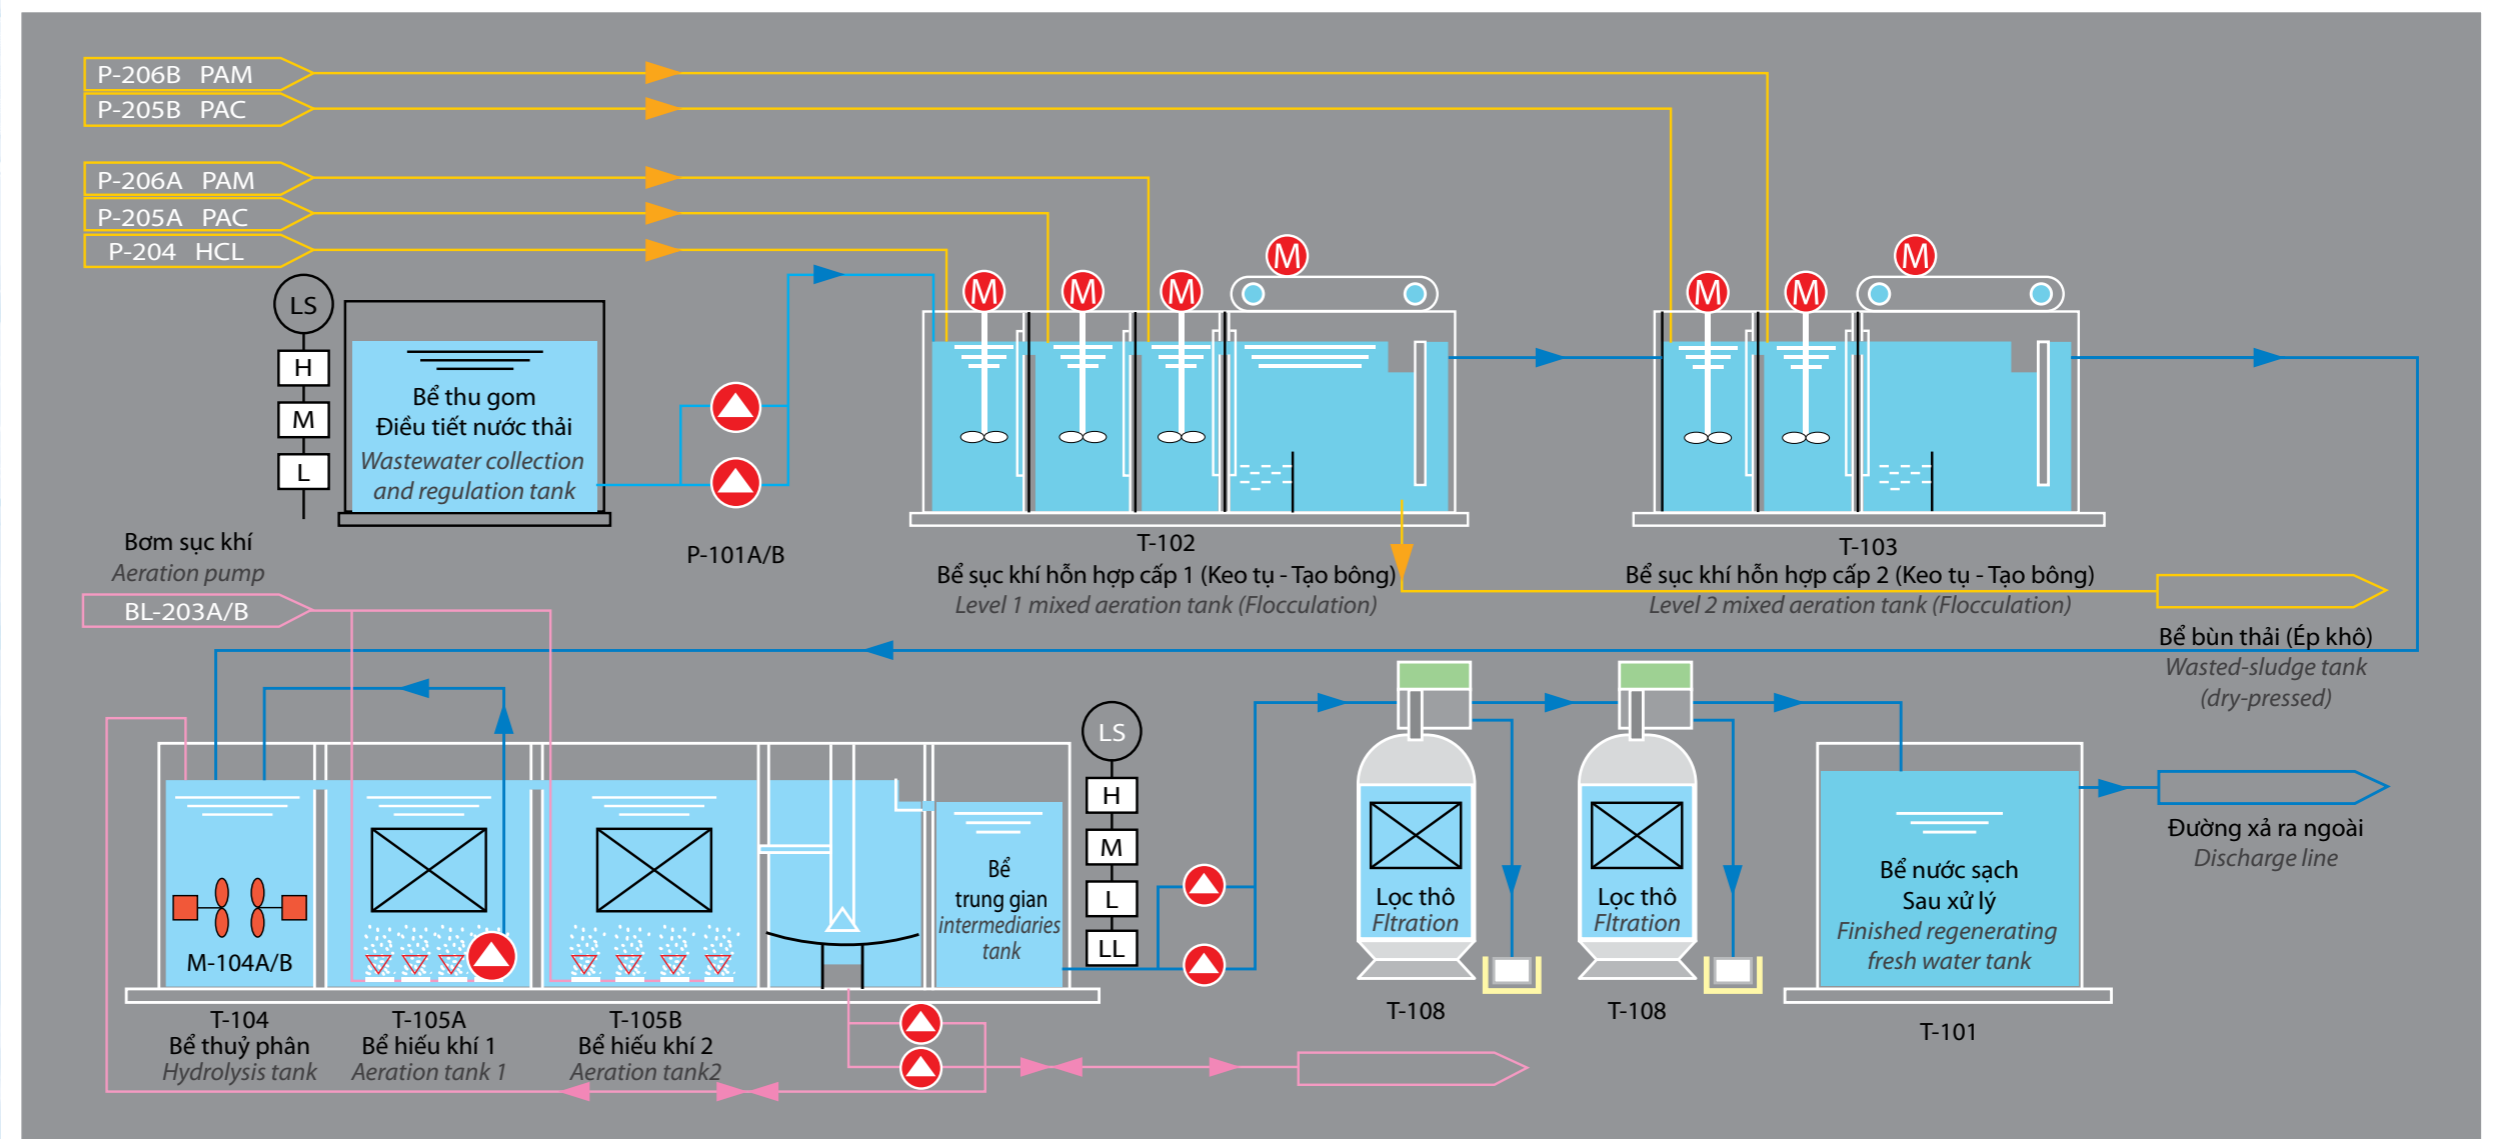 P-206B PAM
P-205B PAC
P-206A PAM
P-205A PAC
P-204 HCL
LS
H
M
L
Bể thu gom
Điều tiết nước thải
Wastewater collection
and regulation tank
P-101A/B
M
M
M
M
T-102
Bể sục khí hỗn hợp cấp 1 (Keo tụ - Tạo bông)
Level 1 mixed aeration tank (Flocculation)
M
M
M
T-103
Bể sục khí hỗn hợp cấp 2 (Keo tụ - Tạo bông)
Level 2 mixed aeration tank (Flocculation)
Bể bùn thải (Ép khô)
Wasted-sludge tank
(dry-pressed)
Bơm sục khí
Aeration pump
BL-203A/B
M-104A/B
T-104
Bể thuỷ phân
Hydrolysis tank
T-105A
Bể hiếu khí 1
Aeration tank 1
T-105B
Bể hiếu khí 2
Aeration tank2
Bể
trung gian
intermediaries
tank
LS
H
M
L
LL
Lọc thô
Fltration
T-108
Lọc thô
Fltration
T-108
Bể nước sạch
Sau xử lý
Finished regenerating
fresh water tank
T-101
Đường xả ra ngoài
Discharge line